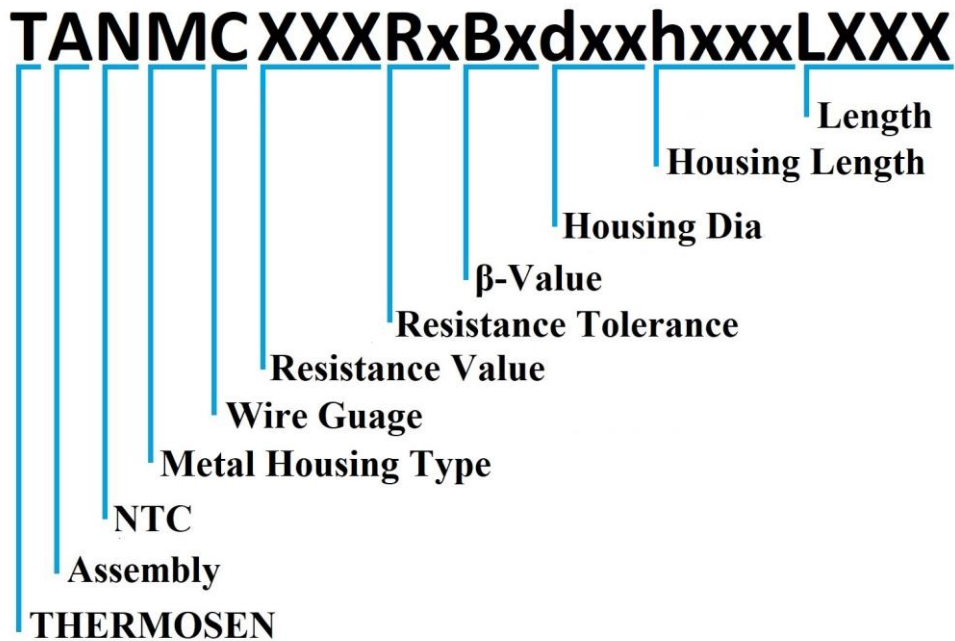 TANMCXXXRxBxdxxhxxxLXXX
Length
Housing Length
Housing Dia
β-Value
Resistance Tolerance
Resistance Value
Wire Guage
Metal Housing Type
NTC
Assembly
THERMOSEN